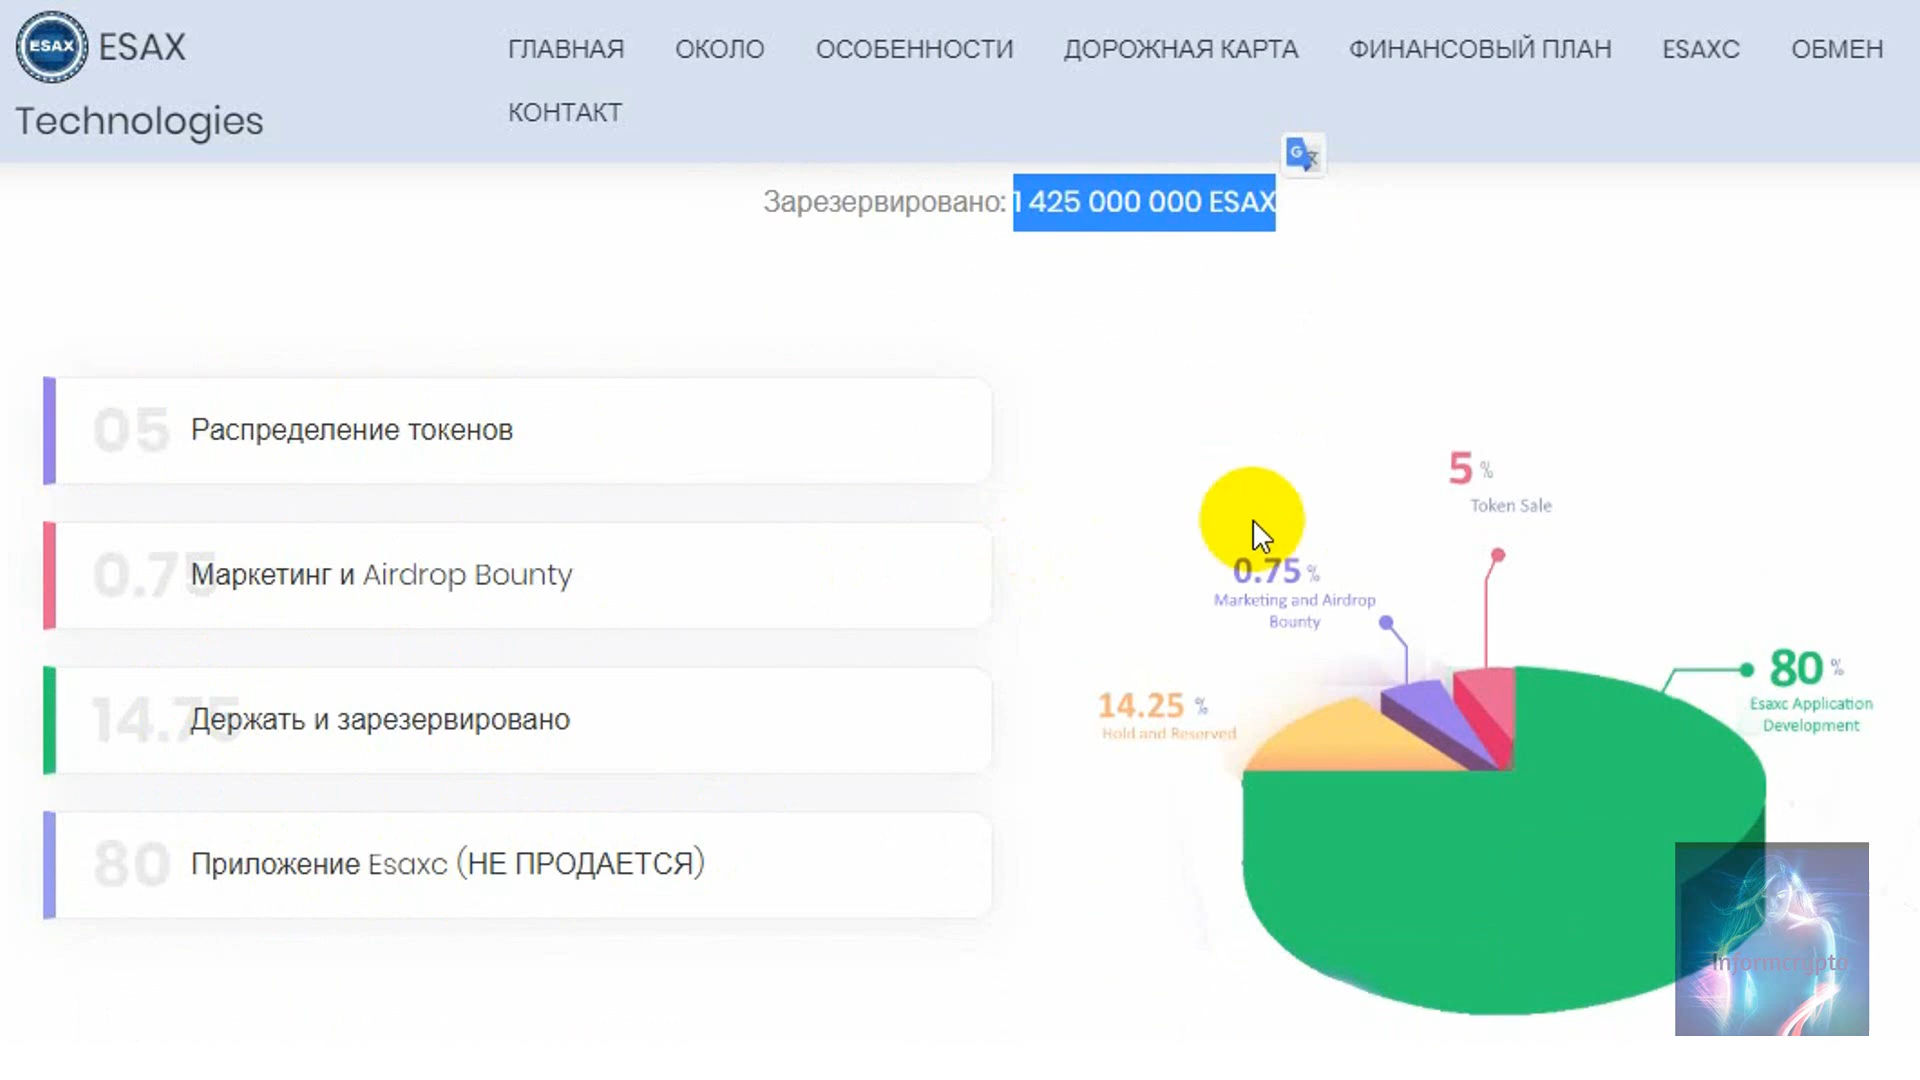 ESAX
ESAX
Technologies
ГЛАВНАЯ
ОКОЛО
ОСОБЕННОСТИ
ДОРОЖНАЯ КАРТА
ФИНАНСОВЫЙ ПЛАН
ESAXC
ОБМЕН
КОНТАКТ
Зарезервировано: 1 425 000 000 ESAX
05 Распределение токенов
0.75 Маркетинг и Airdrop Bounty
14.75 Держать и зарезервировано
80 Приложение Esaxc (НЕ ПРОДАЕТСЯ)
5 %
Token Sale
0.75 %
Marketing and Airdrop
Bounty
80 %
Esaxc Application
Development
14.25 %
Hold and Reserved
Informcrypto